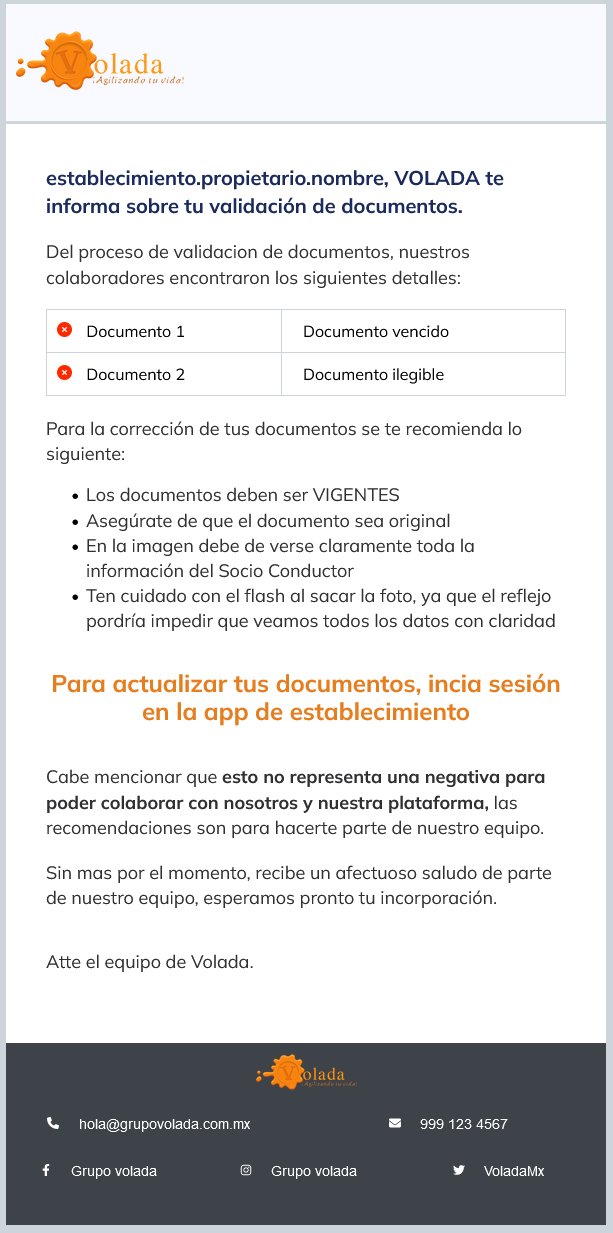 Volada
¡Agilizando tu vida!
establecimiento.propietario.nombre, VOLADA te
informa sobre tu validación de documentos.
Del proceso de validacion de documentos, nuestros
colaboradores encontraron los siguientes detalles:
Documento 1 Documento vencido
Documento 2 Documento ilegible
Para la corrección de tus documentos se te recomienda lo
siguiente:
• Los documentos deben ser VIGENTES
• Asegúrate de que el documento sea original
• En la imagen debe de verse claramente toda la
información del Socio Conductor
• Ten cuidado con el flash al sacar la foto, ya que el reflejo
pordría impedir que veamos todos los datos con claridad
Para actualizar tus documentos, incia sesión
en la app de establecimiento
Cabe mencionar que esto no representa una negativa para
poder colaborar con nosotros y nuestra plataforma, las
recomendaciones son para hacerte parte de nuestro equipo.
Sin mas por el momento, recibe un afectuoso saludo de parte
de nuestro equipo, esperamos pronto tu incorporación.
Atte el equipo de Volada.
Volada
¡Agilizando tu vida!
hola@grupovolada.com.mx 999 123 4567
Grupo volada Grupo volada VoladaMx